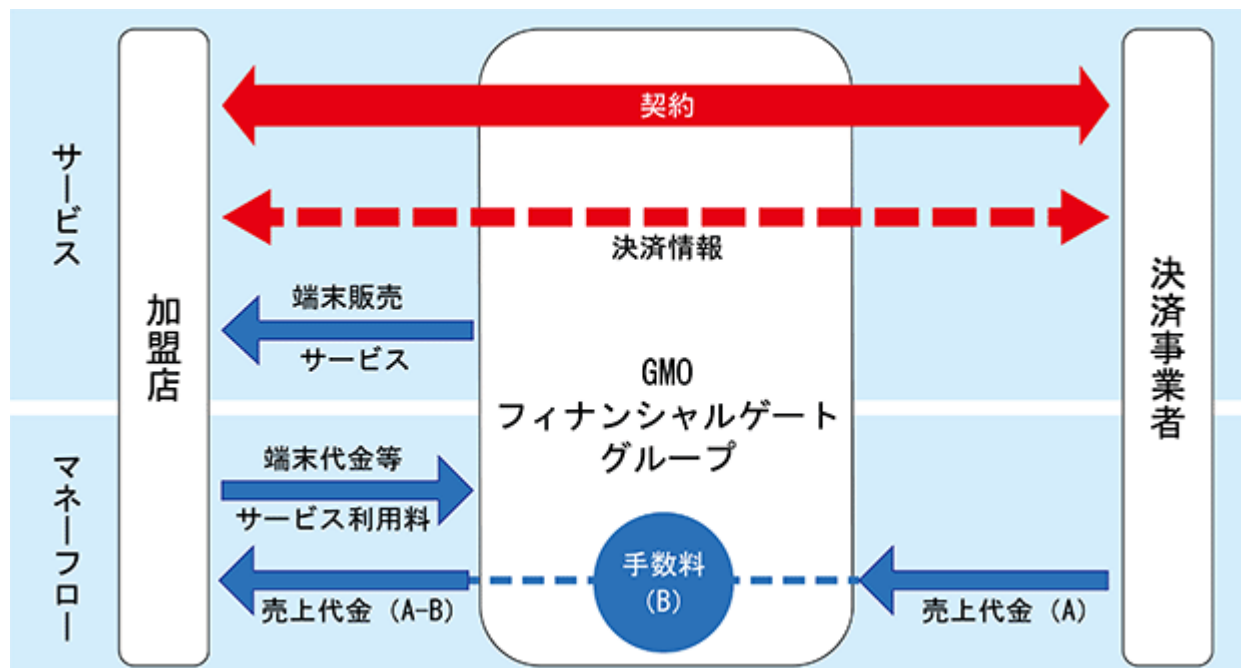 契約
決済情報
サービス
端末販売
サービス
加盟店
GMO
フィナンシャルゲート
グループ
決済事業者
マネーフロー
端末代金等
サービス利用料
手数料
(B)
売上代金 (A-B)
売上代金 (A)